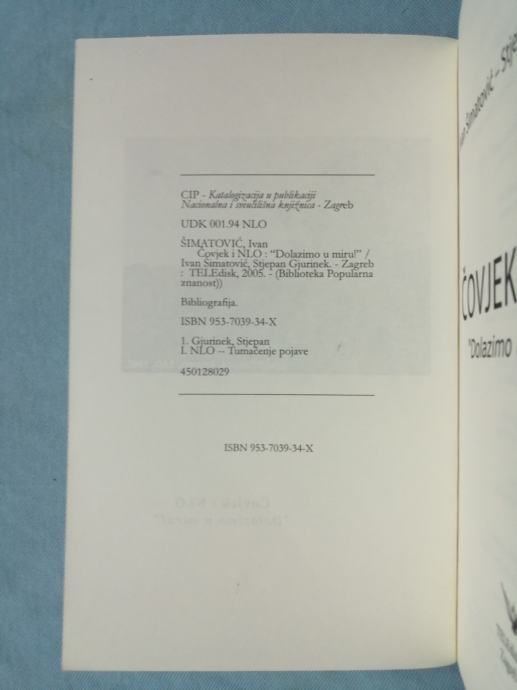 CIP - Katalogizacija u publikaciji
Nacionalna i sveučilišna knjižnica - Zagreb
UDK 001.94 NLO
ŠIMATOVIĆ, Ivan
Čovjek i NLO : "Dolazimo u miru!" /
Ivan Šimatović, Stjepan Gjurinek. - Zagreb
: TELEdisk, 2005. - (Biblioteka Popularna
znanost))
Bibliografija.
ISBN 953-7039-34-X
1. Gjurinek, Stjepan
I. NLO -- Tumačenje pojave
450128029
ISBN 953-7039-34-X
Šimatović -
ČOVJEK
"Dolazimo